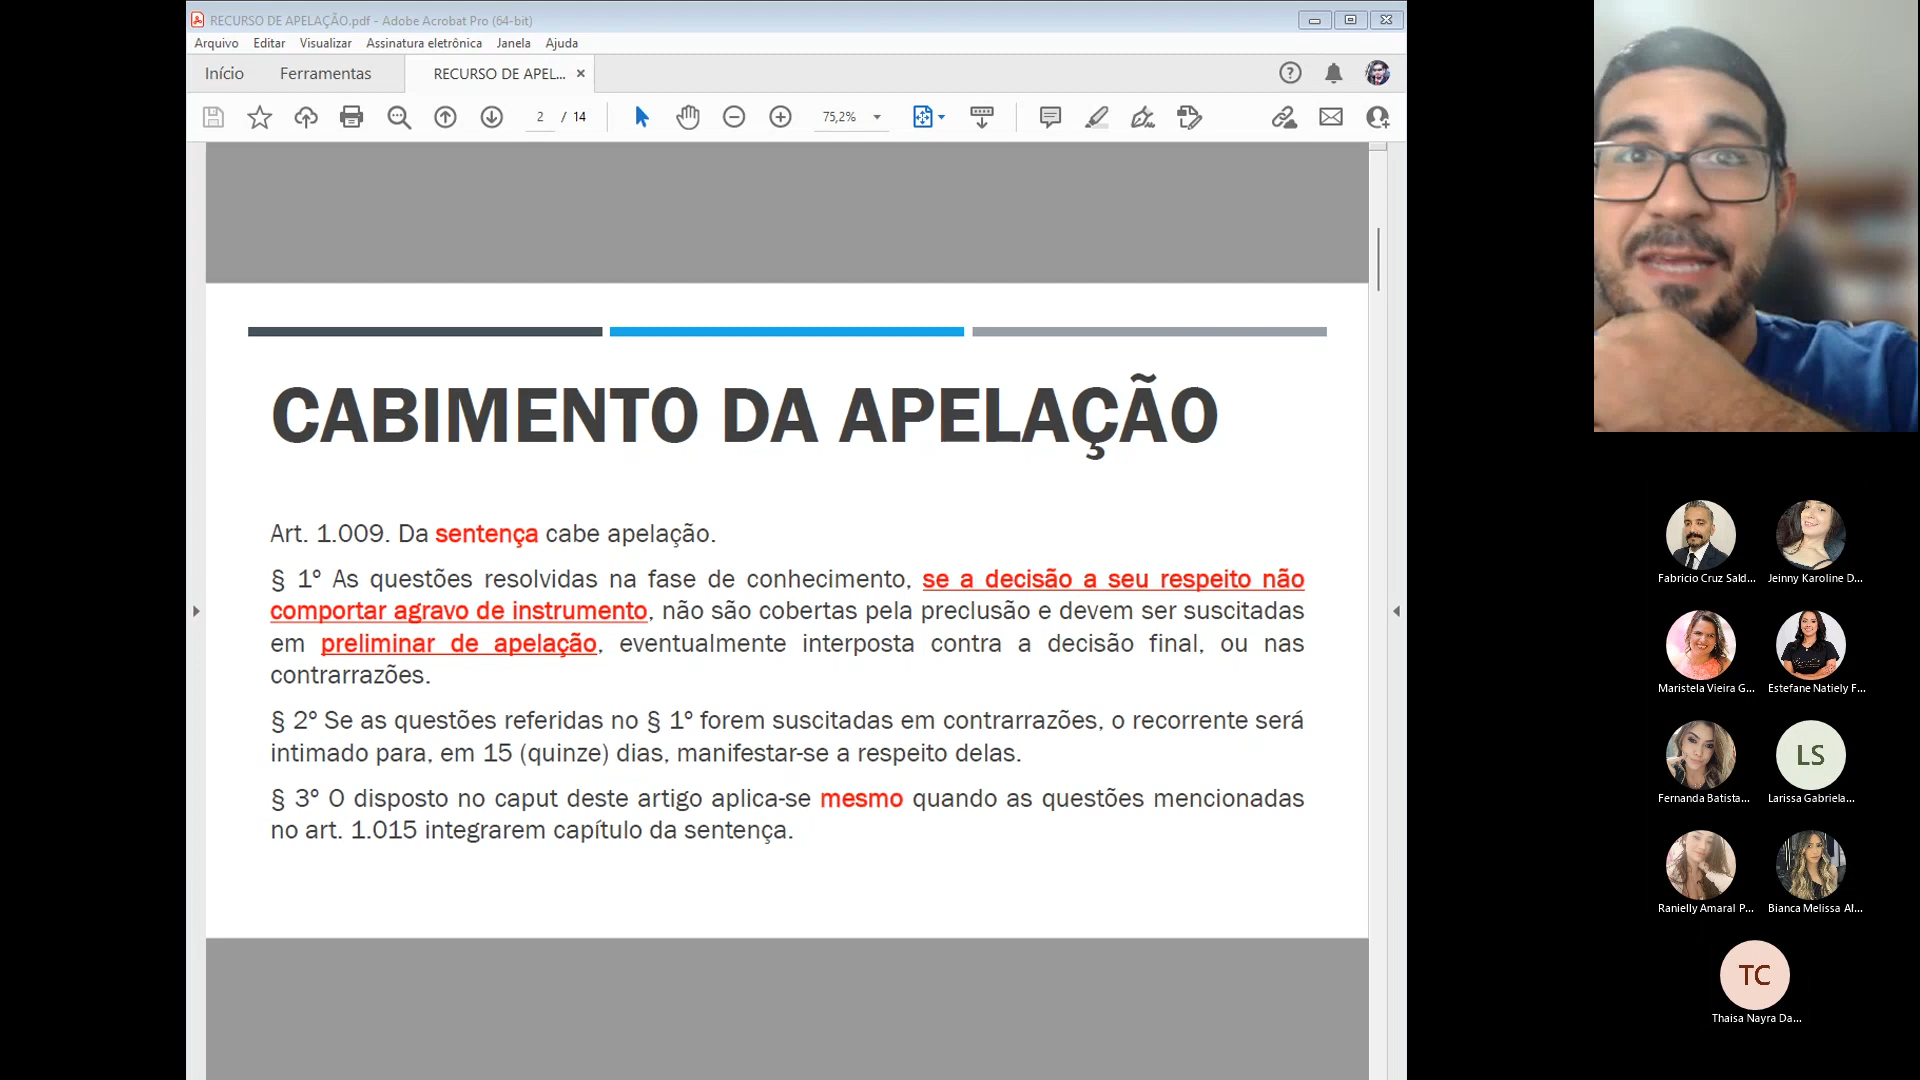 RECURSO DE APELAÇÃO.pdf - Adobe Acrobat Pro (64-bit)
Arquivo Editar Visualizar Assinatura eletrônica Janela Ajuda
Início Ferramentas RECURSO DE APEL...
2 / 14 75,2%
CABIMENTO DA APELAÇÃO
Art. 1.009. Da sentença cabe apelação.
§ 1º As questões resolvidas na fase de conhecimento, se a decisão a seu respeito não
comportar agravo de instrumento, não são cobertas pela preclusão e devem ser suscitadas
em preliminar de apelação, eventualmente interposta contra a decisão final, ou nas
contrarrazões.
§ 2º Se as questões referidas no § 1º forem suscitadas em contrarrazões, o recorrente será
intimado para, em 15 (quinze) dias, manifestar-se a respeito delas.
§ 3º O disposto no caput deste artigo aplica-se mesmo quando as questões mencionadas
no art. 1.015 integrarem capítulo da sentença.
Fabricio Cruz Sald... Jeinny Karoline D...
Maristela Vieira G... Estefane Natiely F...
LS
Fernanda Batista... Larissa Gabriela...
Ranielly Amaral P... Bianca Melissa Al...
TC
Thaisa Nayra Da...